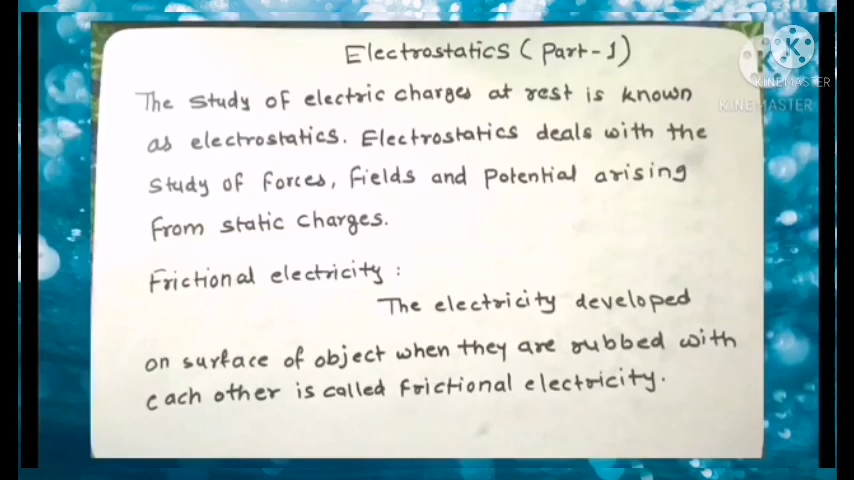 Electrostatics (Part-1)
The study of electric charges at rest is known
as electrostatics. Electrostatics deals with the
study of forces, fields and potential arising
from static charges.
Frictional electricity :
The electricity developed
on surface of object when they are rubbed with
each other is called frictional electricity.
K
KINEMASTER
K
KINEMASTER